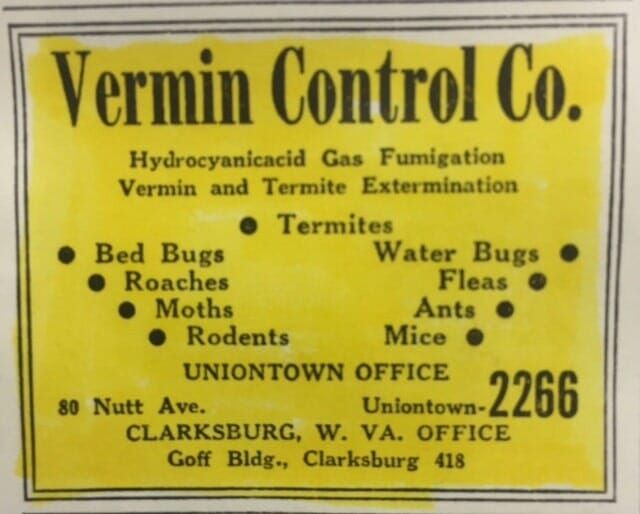 Vermin Control Co.
Hydrocyanicacid Gas Fumigation
Vermin and Termite Extermination
● Termites
● Bed Bugs Water Bugs ●
● Roaches Fleas ●
● Moths Ants ●
● Rodents Mice ●
UNIONTOWN OFFICE
80 Nutt Ave. Uniontown-2266
CLARKSBURG, W. VA. OFFICE
Goff Bldg., Clarksburg 418